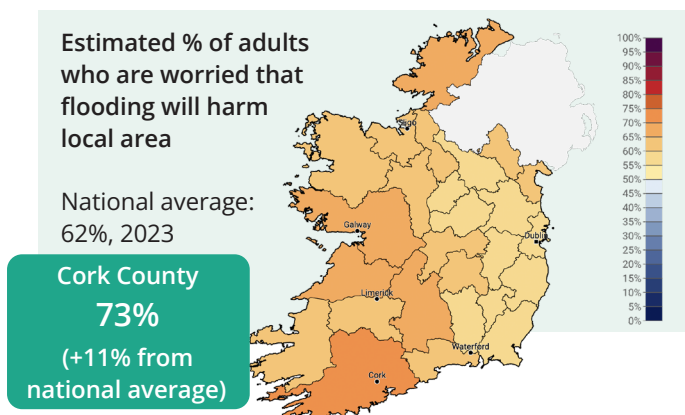 Estimated % of adults
who are worried that
flooding will harm
local area
National average:
62%, 2023
Cork County
73%
(+11% from
national average)
Sligo
Galway
Dublin
Limerick
Waterford
Cork
100%
95%
90%
85%
80%
75%
70%
65%
60%
55%
50%
45%
40%
35%
30%
25%
20%
15%
10%
5%
0%